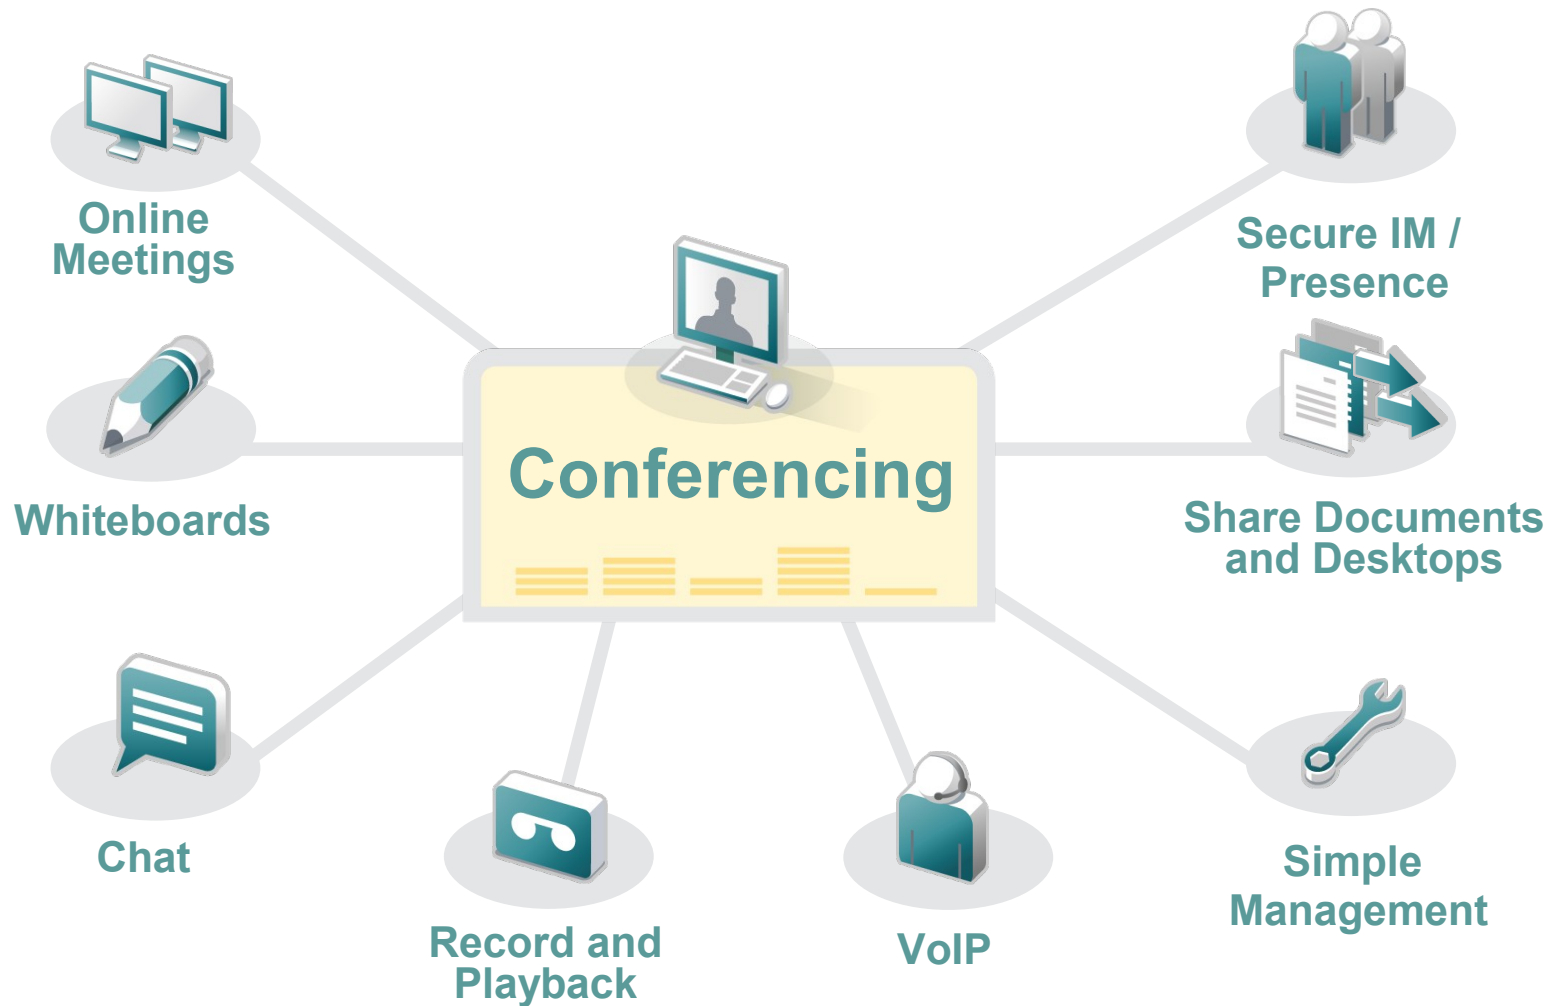 Online
Meetings
Secure IM /
Presence
Conferencing
Whiteboards
Share Documents
and Desktops
Chat
Simple
Management
Record and
Playback
VoIP